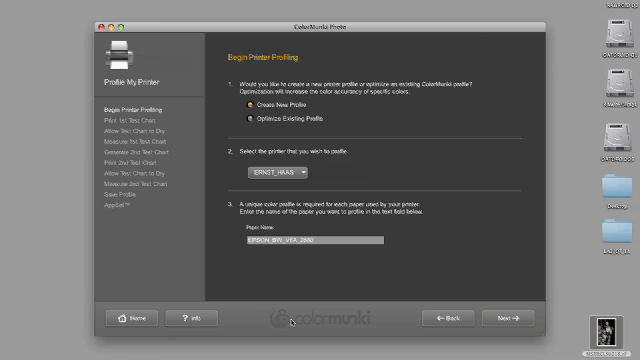 ColorMunki Photo
Profile My Printer
Begin Printer Profiling
Print 1st Test Chart
Allow Test Chart to Dry
Measure 1st Test Chart
Generate 2nd Test Chart
Print 2nd Test Chart
Allow Test Chart to Dry
Measure 2nd Test Chart
Save Profile
AppSet™
Begin Printer Profiling
1. Would you like to create a new printer profile or optimize an existing ColorMunki profile?
Optimization will increase the color accuracy of specific colors.
Create New Profile
Optimize Existing Profile
2. Select the printer that you wish to profile.
ERNST_HAAS
3. A unique color profile is required for each paper used by your printer.
Enter the name of the paper you want to profile in the text field below.
Paper Name:
Home
? Info
colormunki
Back
Next
Desktop